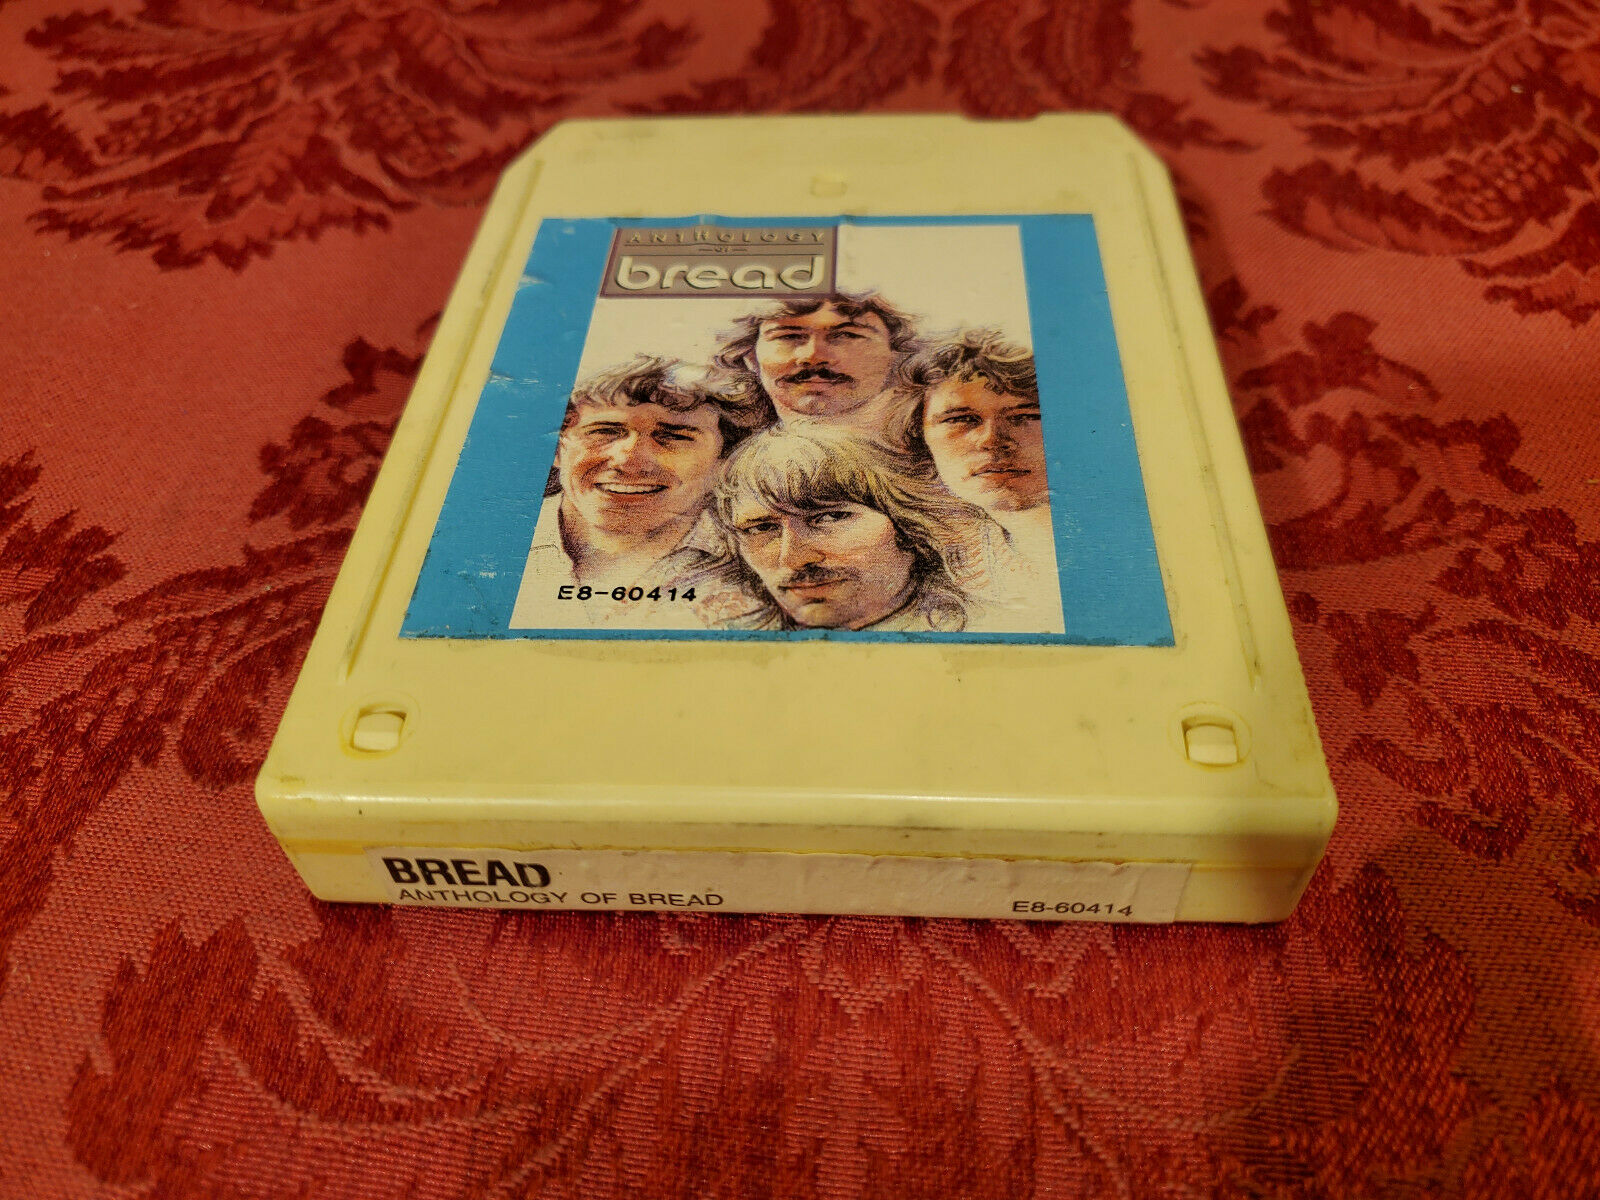 ANTHOLOGY
OF
bread
E8-60414
BREAD
ANTHOLOGY OF BREAD
E8-60414